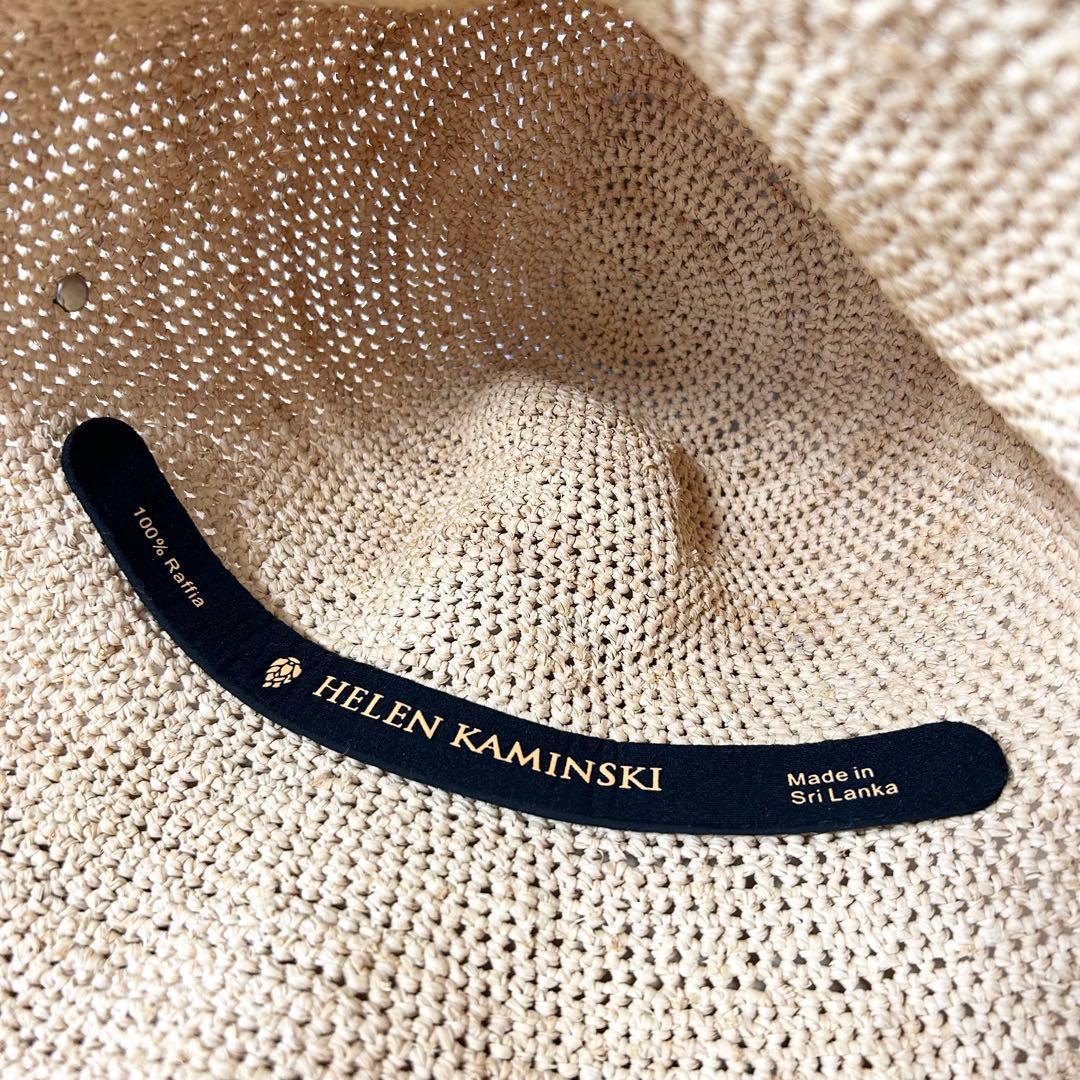 100% Raffia
HELEN KAMINSKI
Made in
Sri Lanka